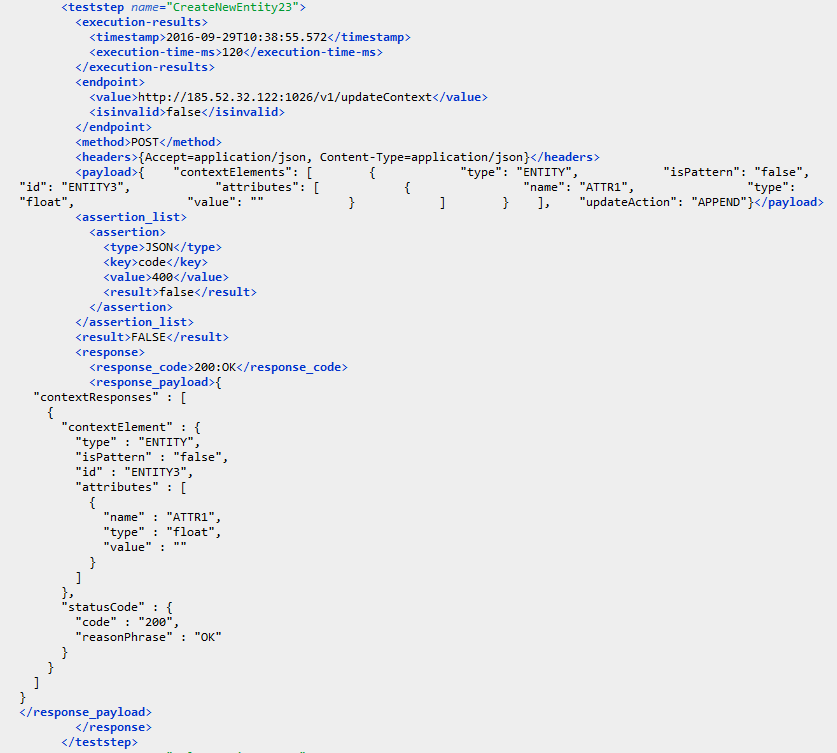 <teststep name="CreateNewEntity23">
<execution-results>
<timestamp>2016-09-29T10:38:55.572</timestamp>
<execution-time-ms>120</execution-time-ms>
</execution-results>
<endpoint>
<value>http://185.52.32.122:1026/v1/updateContext</value>
<isinvalid>false</isinvalid>
</endpoint>
<method>POST</method>
<headers>{Accept=application/json, Content-Type=application/json}</headers>
<payload>{    "contextElements": [        {            "type": "ENTITY",            "isPattern": "false",
"id": "ENTITY3",            "attributes": [            {                "name": "ATTR1",                "type":
"float",                "value": ""            }            ]        }    ],    "updateAction": "APPEND"}</payload>
<assertion_list>
<assertion>
<type>JSON</type>
<key>code</key>
<value>400</value>
<result>false</result>
</assertion>
</assertion_list>
<result>FALSE</result>
<response>
<response_code>200:OK</response_code>
<response_payload>{
"contextResponses" : [
{
"contextElement" : {
"type" : "ENTITY",
"isPattern" : "false",
"id" : "ENTITY3",
"attributes" : [
{
"name" : "ATTR1",
"type" : "float",
"value" : ""
}
]
},
"statusCode" : {
"code" : "200",
"reasonPhrase" : "OK"
}
}
]
}
</response_payload>
</response>
</teststep>